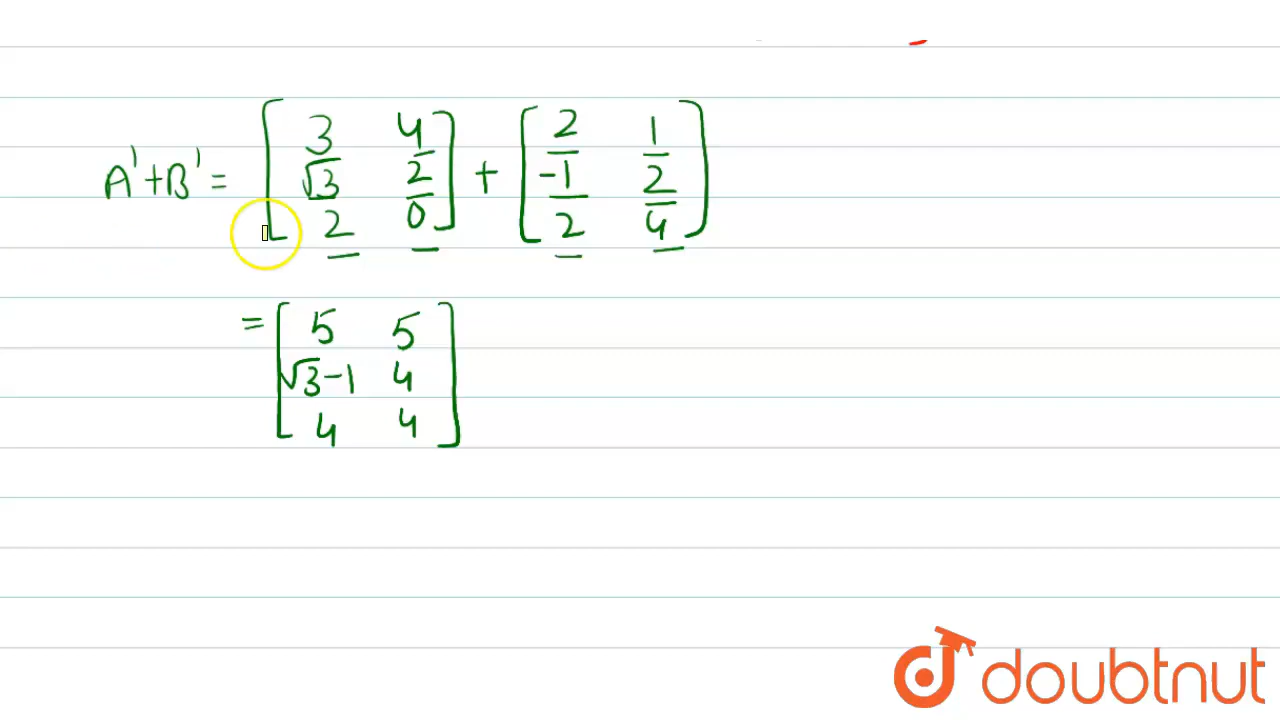 A'+B' = [3 4 √3 2 2 0] + [2 1 -1 2 2 4]
= [5 5 √3-1 4 4 4]
doubtnut